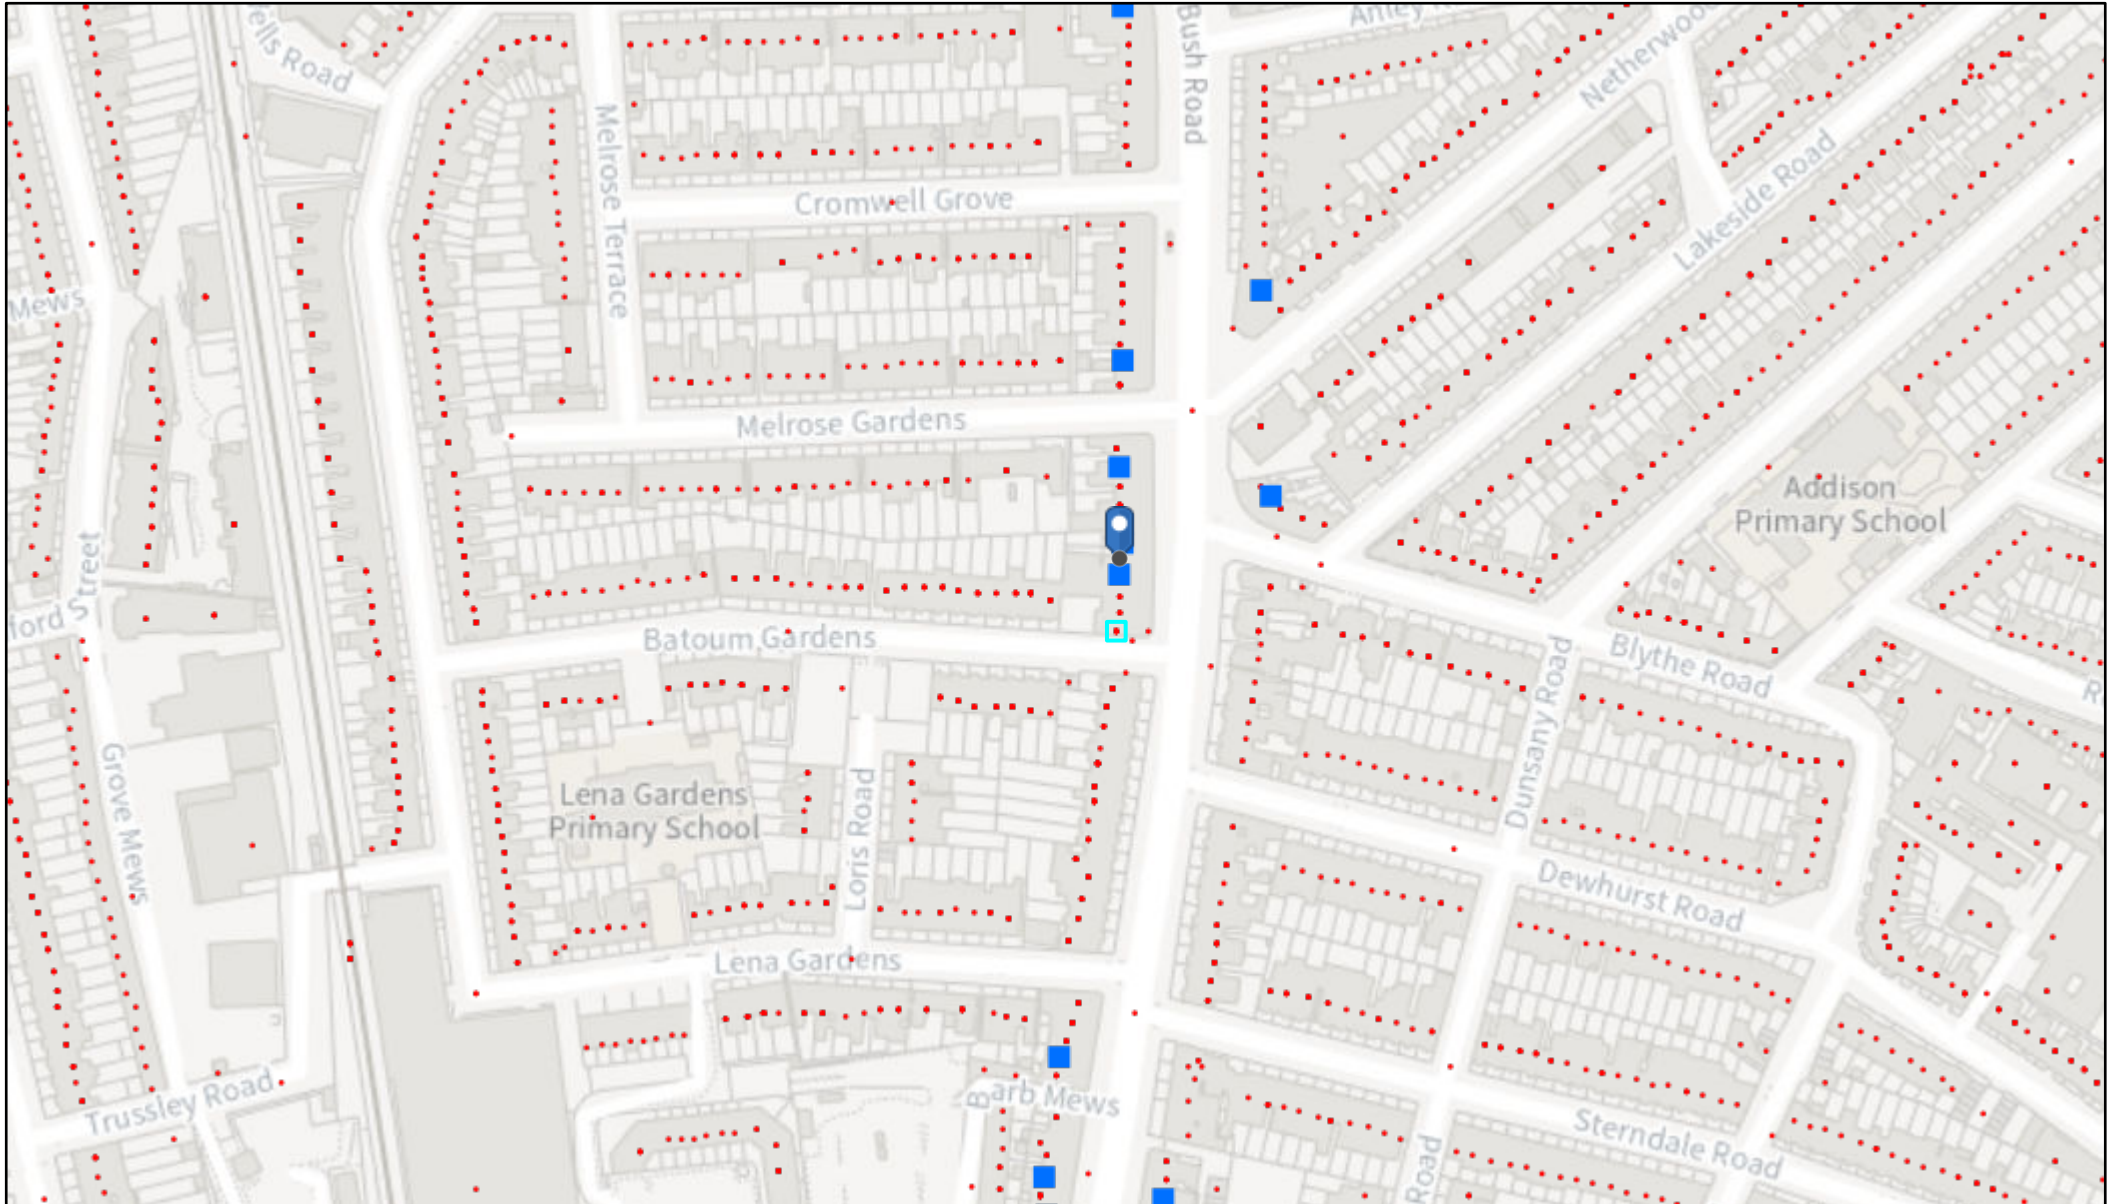 Bush Road
Netherwood
Melrose Terrace
Cromwell Grove
Lakeside Road
Mews
Melrose Gardens
Addison
Primary School
Batoum Gardens
Blythe Road
Dunsany Road
Grove Mews
Lena Gardens
Primary School
Loris Road
Dewhurst Road
Lena Gardens
Trussley Road
Barb Mews
Sterndale Road
Road